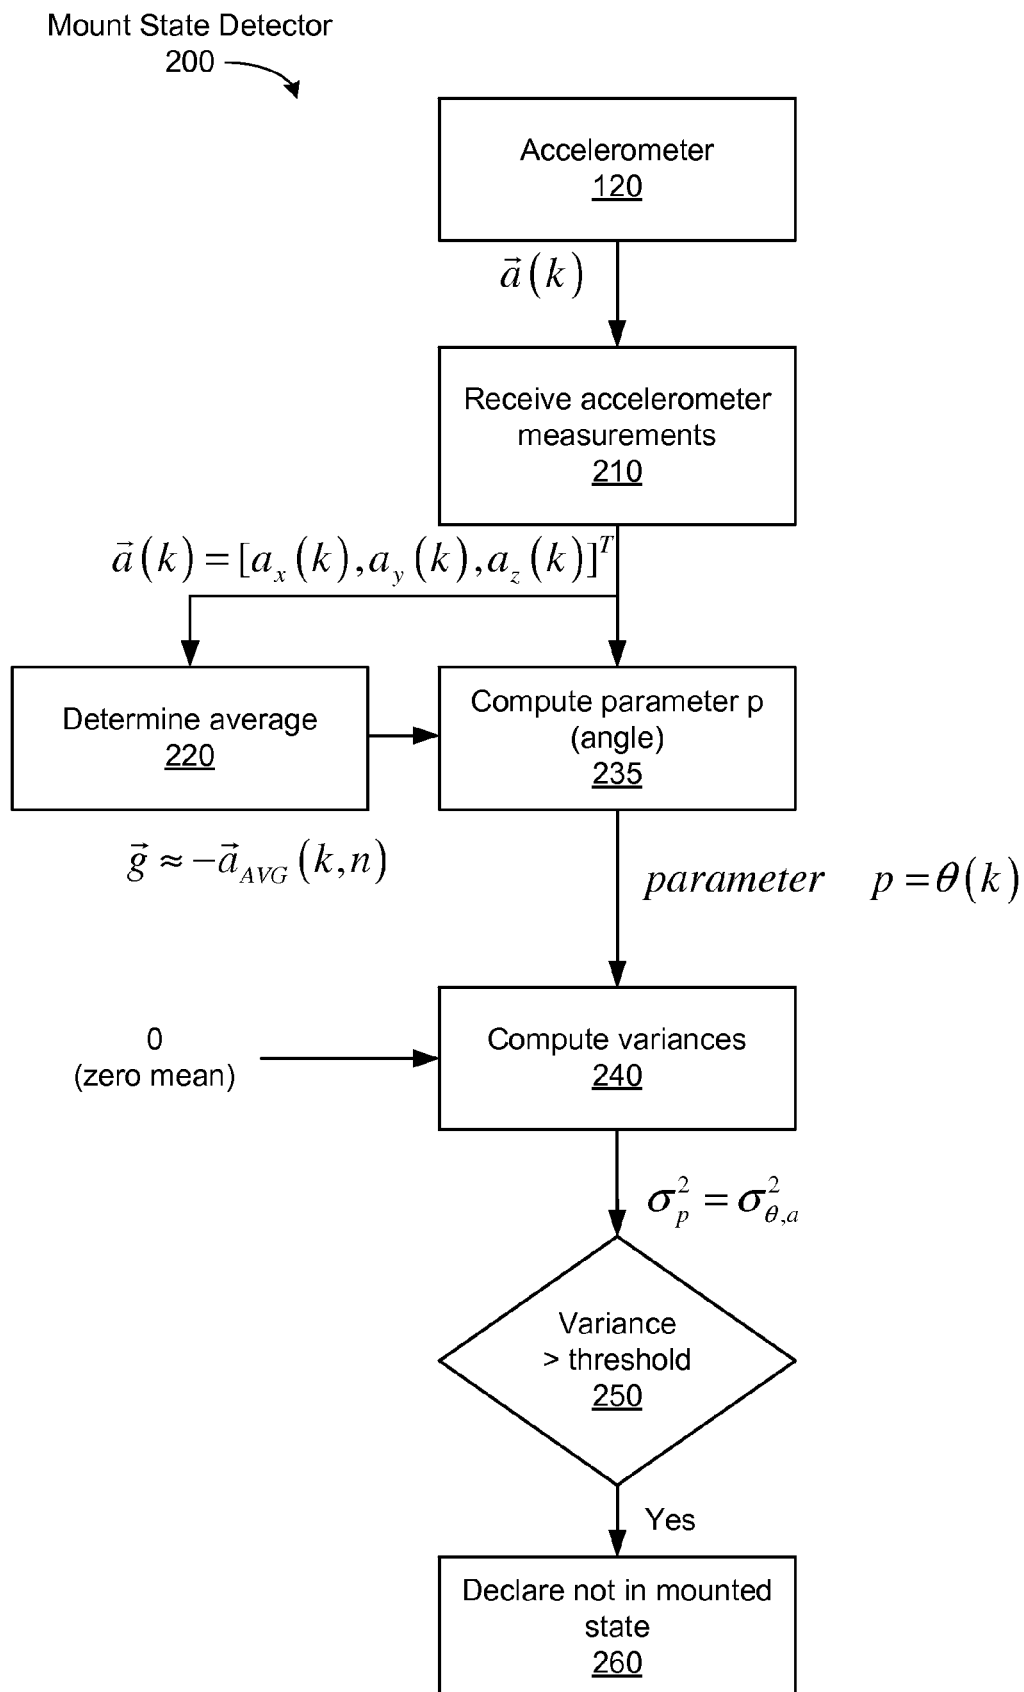 Mount State Detector
200
Accelerometer
120
a⃗(k)
Receive accelerometer
measurements
210
a⃗(k) = [a_x(k), a_y(k), a_z(k)]^T
Determine average
220
Compute parameter p
(angle)
235
g⃗ ≈ −a⃗_AVG(k,n)
parameter p = θ(k)
0
(zero mean)
Compute variances
240
σ_p^2 = σ_θ,a^2
Variance
> threshold
250
Yes
Declare not in mounted
state
260